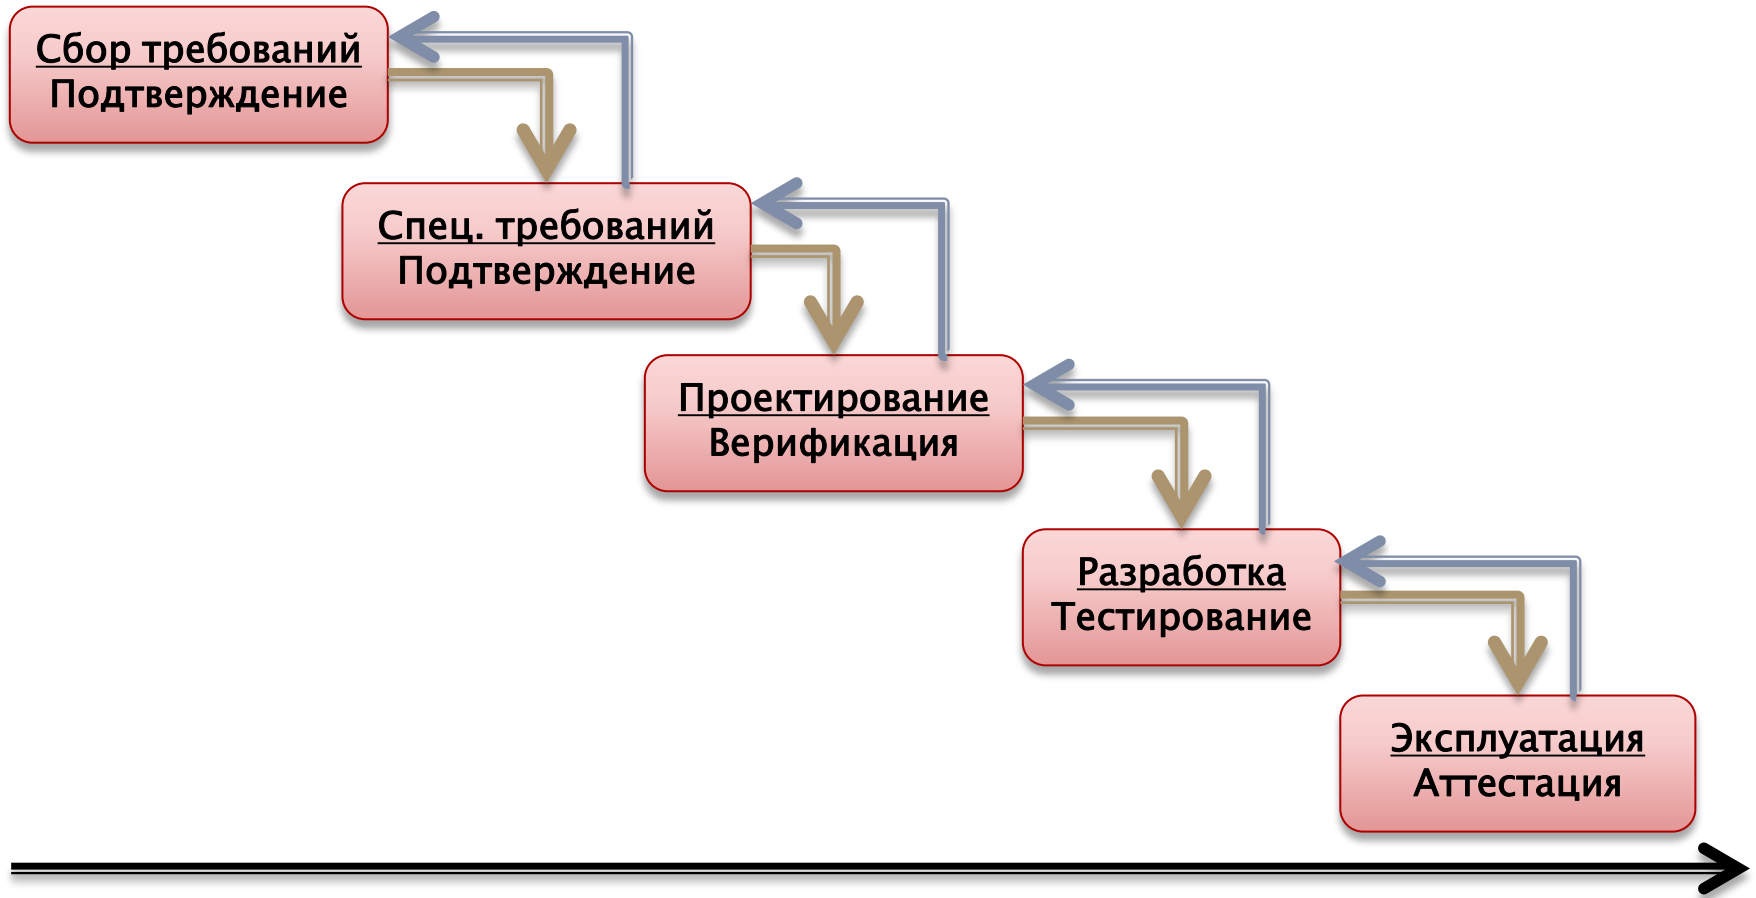 Сбор требований
Подтверждение
Спец. требований
Подтверждение
Проектирование
Верификация
Разработка
Тестирование
Эксплуатация
Аттестация